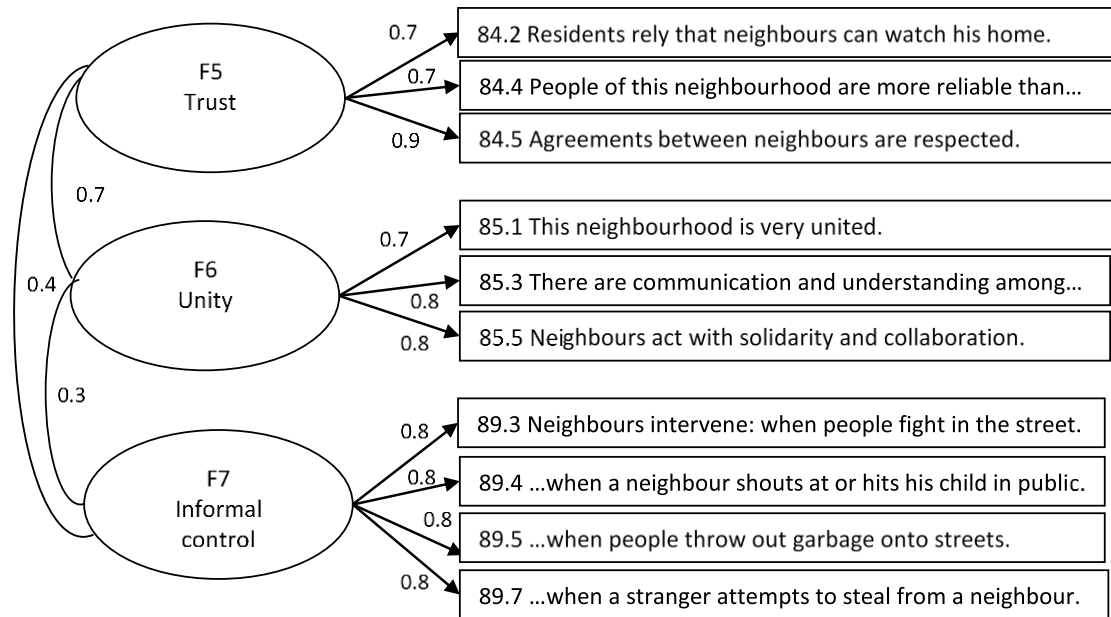 F5
Trust
0.7
84.2 Residents rely that neighbours can watch his home.
0.7
84.4 People of this neighbourhood are more reliable than…
0.9
84.5 Agreements between neighbours are respected.
0.7
F6
Unity
0.7
85.1 This neighbourhood is very united.
0.8
85.3 There are communication and understanding among…
0.8
85.5 Neighbours act with solidarity and collaboration.
0.4
0.3
F7
Informal
control
0.8
89.3 Neighbours intervene: when people fight in the street.
0.8
89.4 …when a neighbour shouts at or hits his child in public.
0.8
89.5 …when people throw out garbage onto streets.
0.8
89.7 …when a stranger attempts to steal from a neighbour.